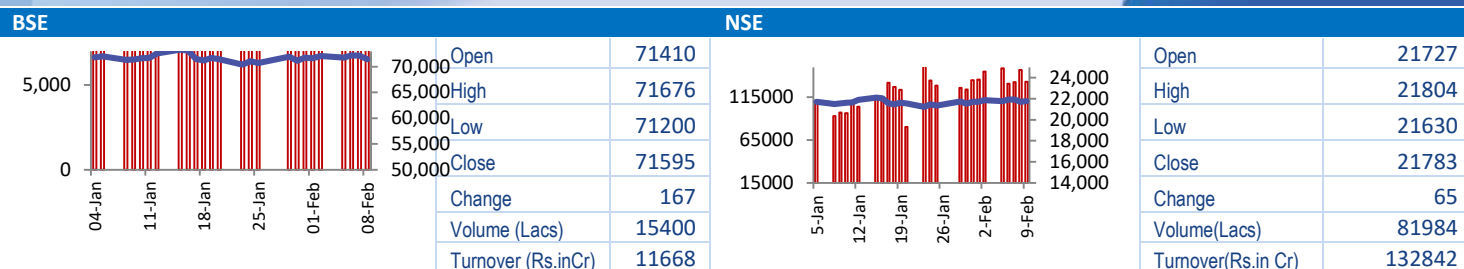 BSE
NSE
5,000
0
70,000
65,000
60,000
55,000
50,000
04-Jan
11-Jan
18-Jan
25-Jan
01-Feb
08-Feb
Open 71410
High 71676
Low 71200
Close 71595
Change 167
Volume (Lacs) 15400
Turnover (Rs.inCr) 11668
115000
65000
15000
24,000
22,000
20,000
18,000
16,000
14,000
5-Jan
12-Jan
19-Jan
26-Jan
2-Feb
9-Feb
Open 21727
High 21804
Low 21630
Close 21783
Change 65
Volume(Lacs) 81984
Turnover(Rs.in Cr) 132842